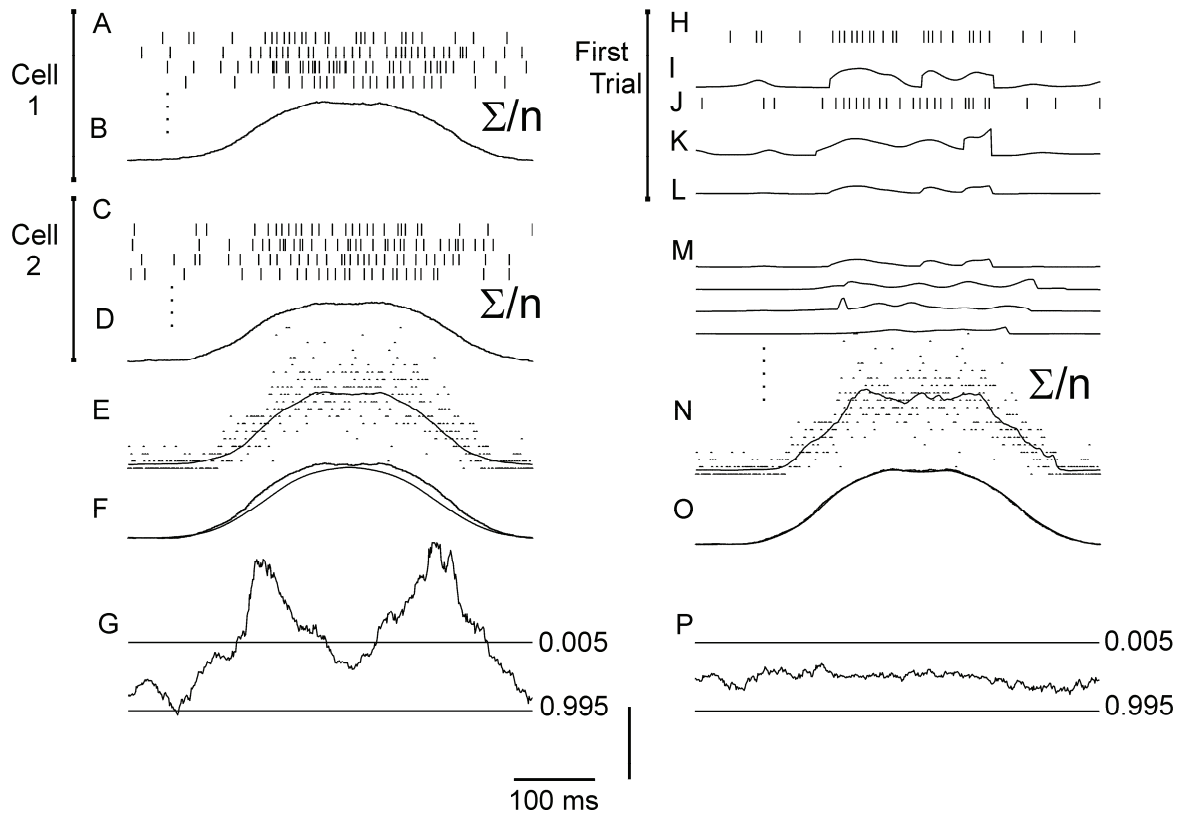 A
Cell
1
B
Σ/n
C
Cell
2
D
Σ/n
E
F
G
0.005
0.995
100 ms
First
Trial
H
I
J
K
L
M
N
Σ/n
O
P
0.005
0.995